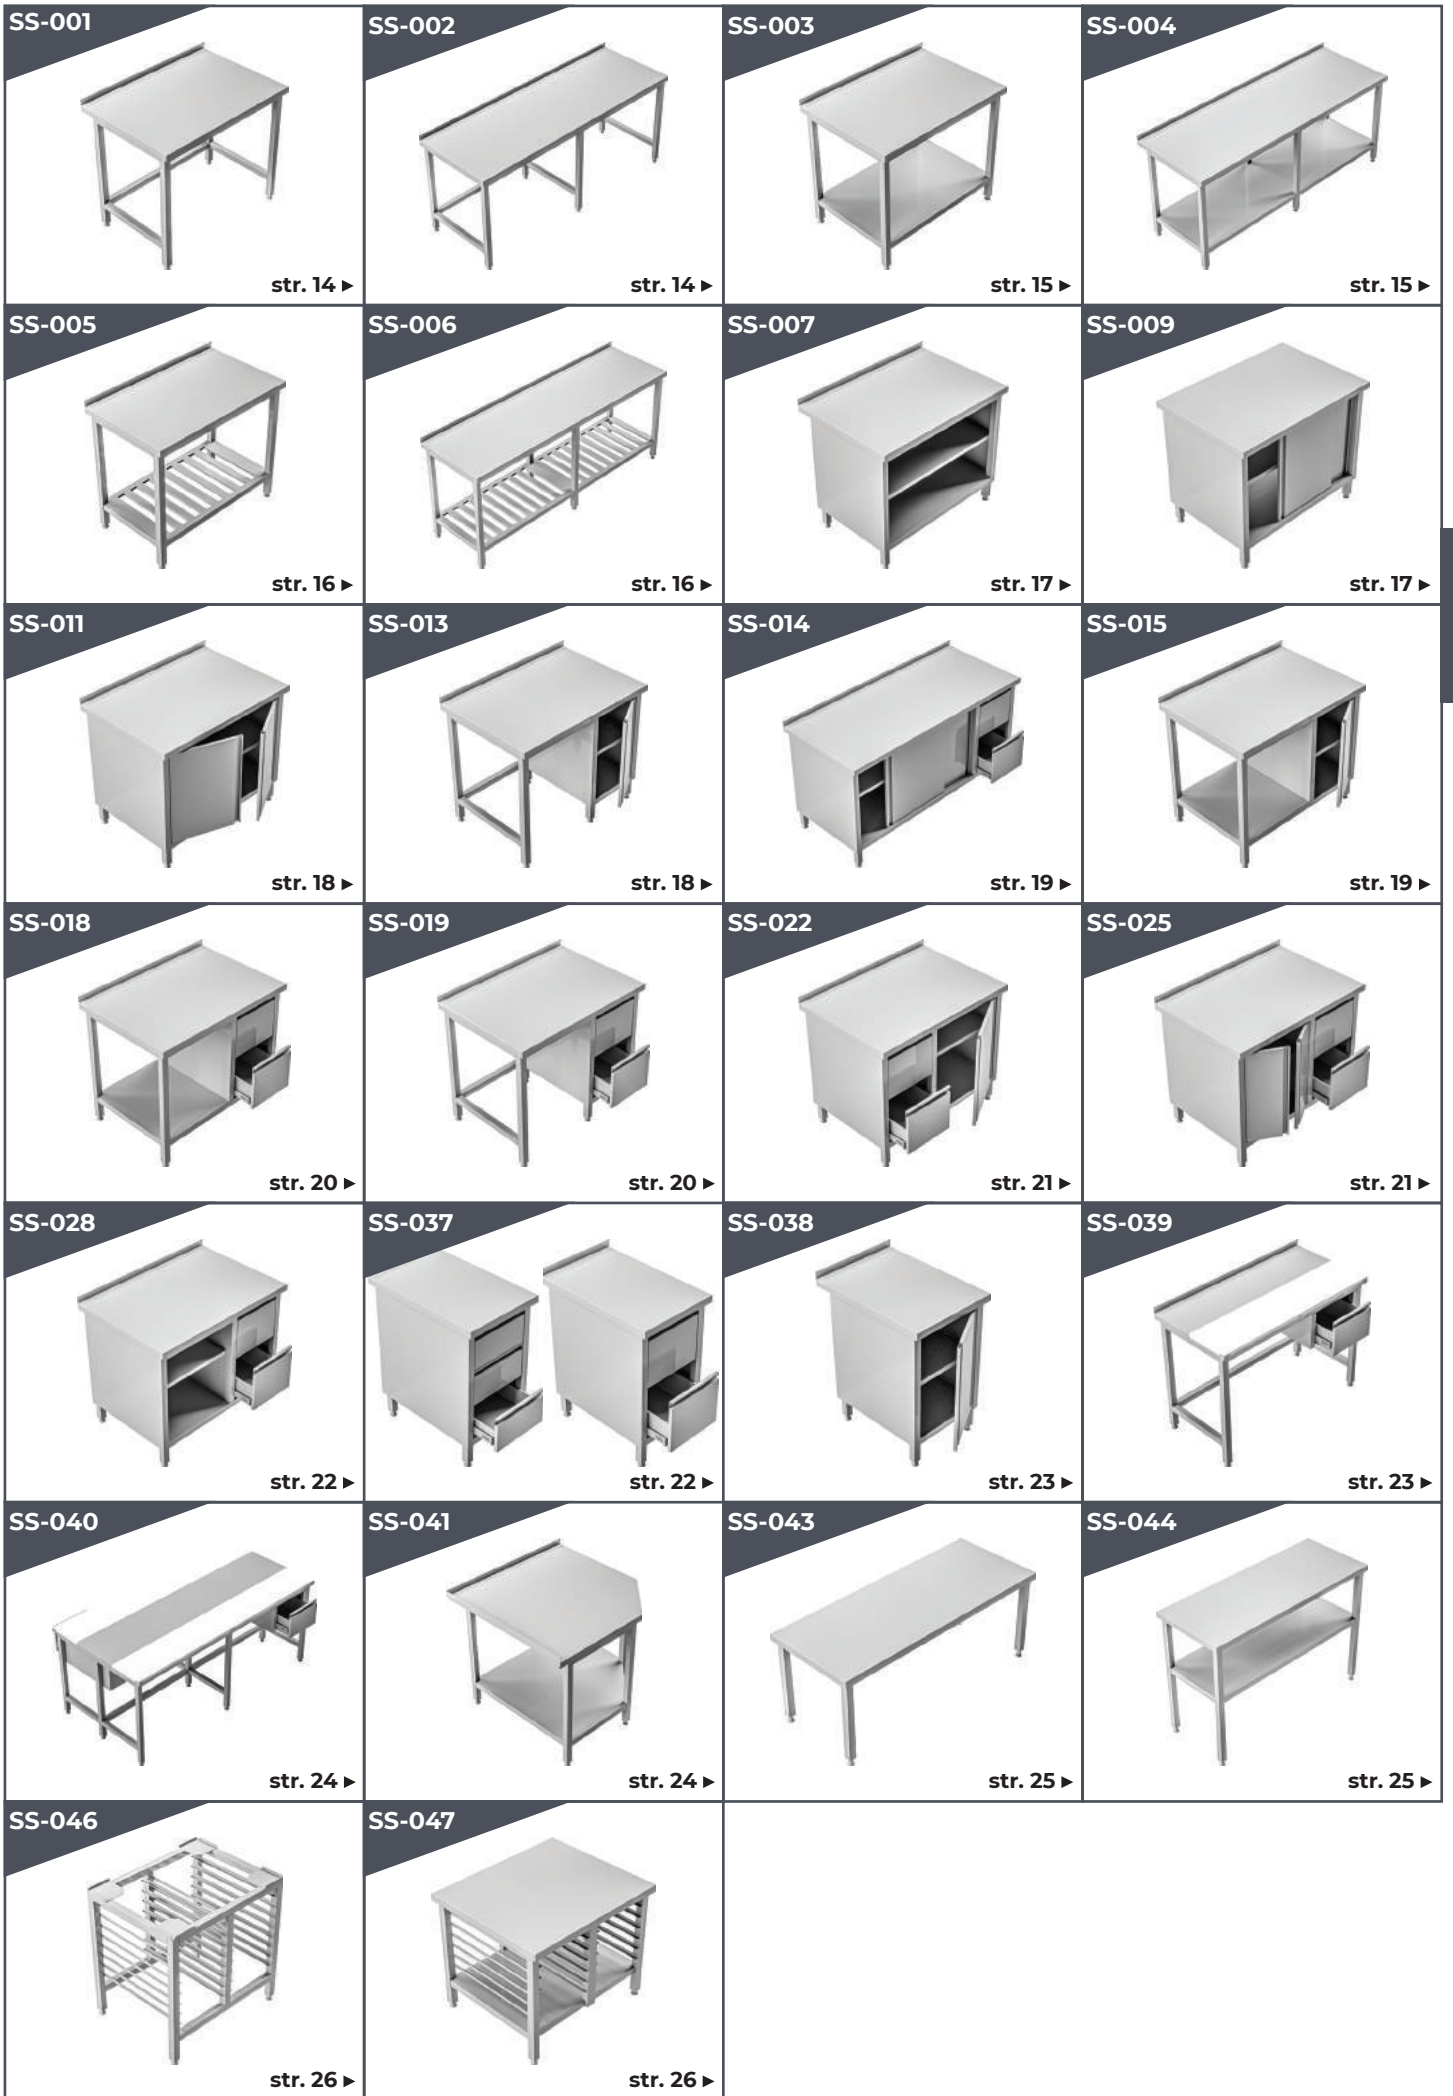 SS-001
SS-002
SS-003
SS-004
str. 14 ►
str. 14 ►
str. 15 ►
str. 15 ►
SS-005
SS-006
SS-007
SS-009
str. 16 ►
str. 16 ►
str. 17 ►
str. 17 ►
SS-011
SS-013
SS-014
SS-015
str. 18 ►
str. 18 ►
str. 19 ►
str. 19 ►
SS-018
SS-019
SS-022
SS-025
str. 20 ►
str. 20 ►
str. 21 ►
str. 21 ►
SS-028
SS-037
SS-038
SS-039
str. 22 ►
str. 22 ►
str. 23 ►
str. 23 ►
SS-040
SS-041
SS-043
SS-044
str. 24 ►
str. 24 ►
str. 25 ►
str. 25 ►
SS-046
SS-047
str. 26 ►
str. 26 ►